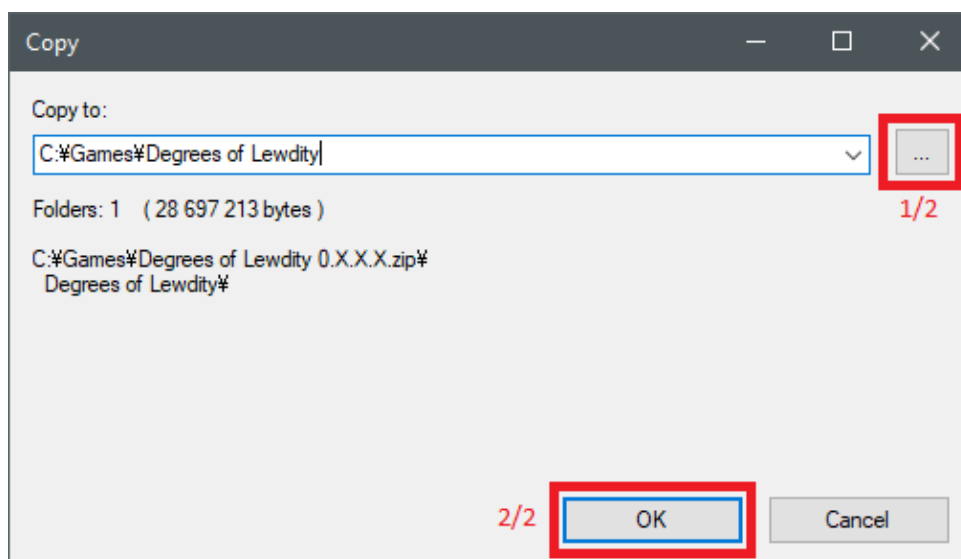 Copy
Copy to:
C:¥Games¥Degrees of Lewdity
...
Folders: 1 ( 28 697 213 bytes )
1/2
C:¥Games¥Degrees of Lewdity 0.X.X.X.zip¥
Degrees of Lewdity¥
2/2
OK
Cancel